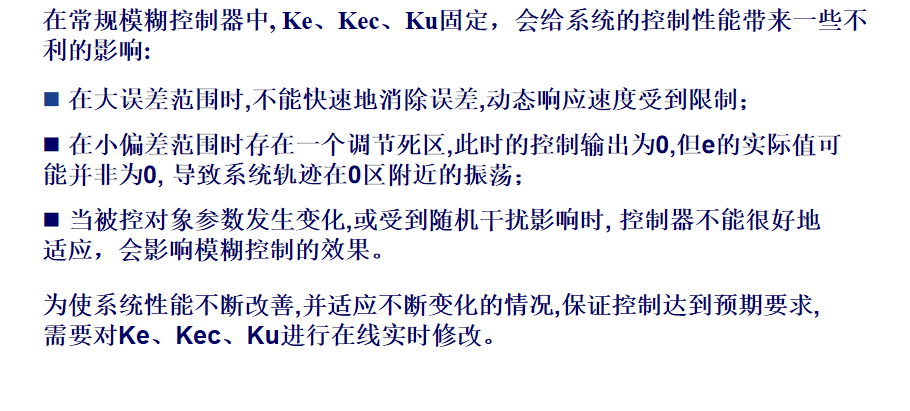 在常规模糊控制器中, Ke、Kec、Ku固定，会给系统的控制性能带来一些不
利的影响:
■ 在大误差范围时,不能快速地消除误差,动态响应速度受到限制；
■ 在小偏差范围时存在一个调节死区,此时的控制输出为0,但e的实际值可
能并非为0, 导致系统轨迹在0区附近的振荡；
■ 当被控对象参数发生变化,或受到随机干扰影响时, 控制器不能很好地
适应，会影响模糊控制的效果。
为使系统性能不断改善,并适应不断变化的情况,保证控制达到预期要求,
需要对Ke、Kec、Ku进行在线实时修改。